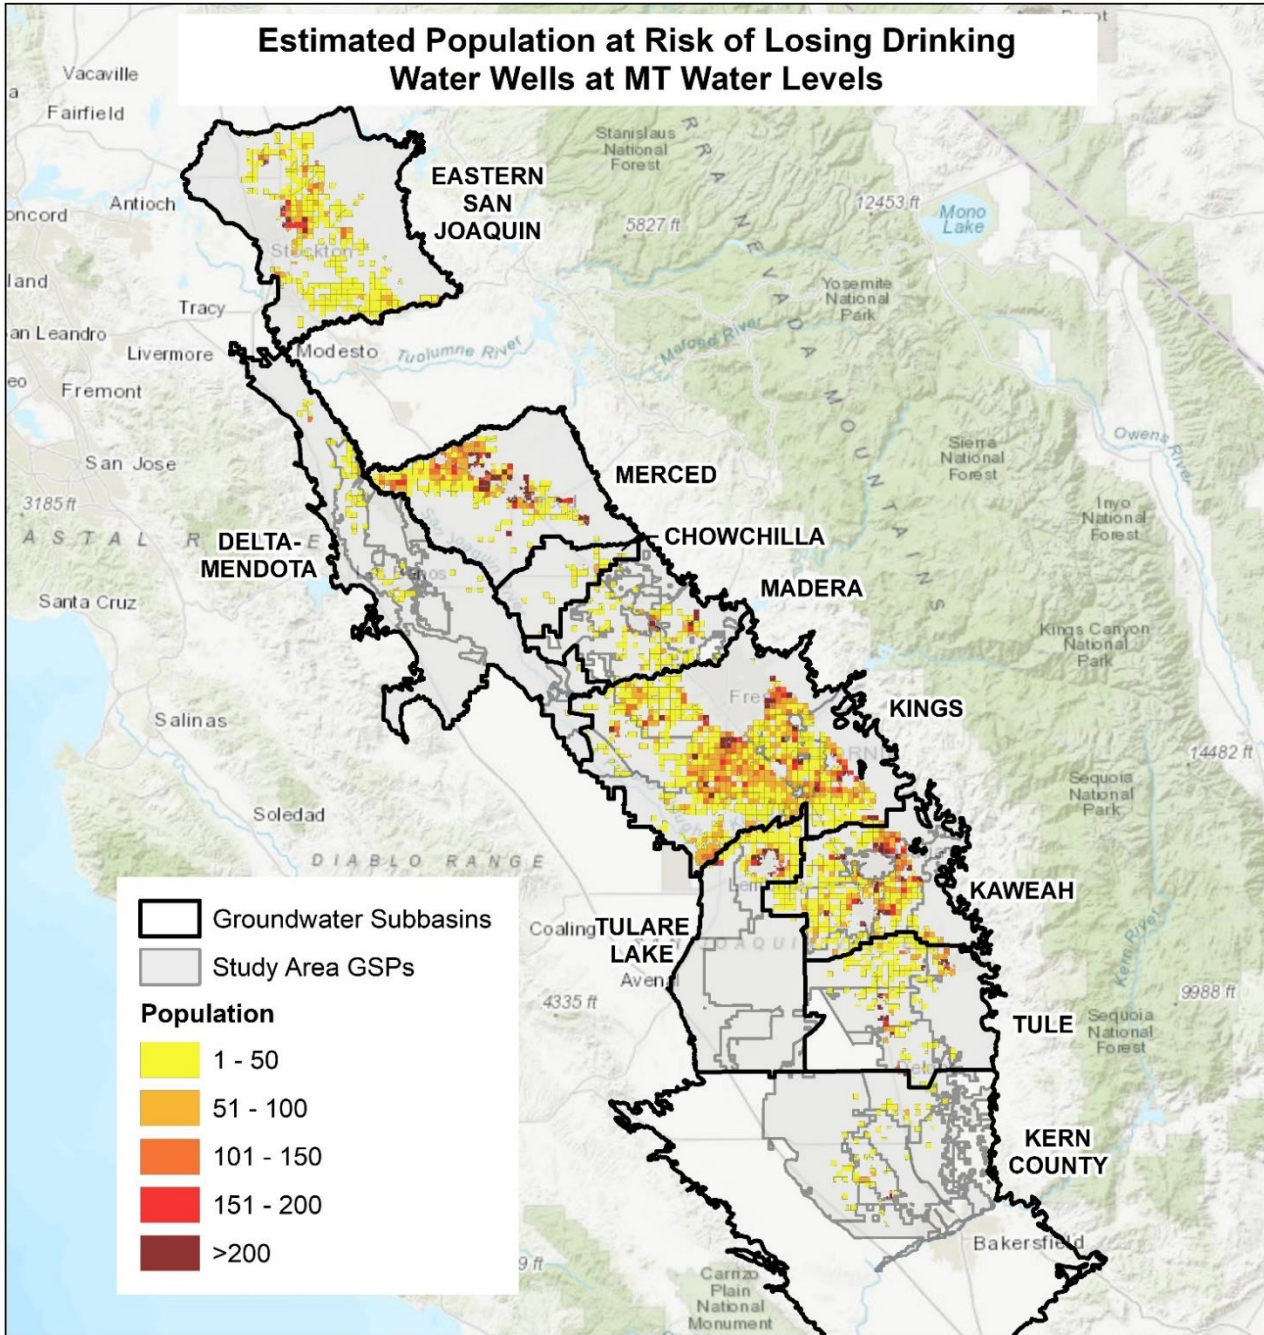 Estimated Population at Risk of Losing Drinking
Water Wells at MT Water Levels
Vacaville
Fairfield
Stanislaus
National
Forest
EASTERN
SAN
JOAQUIN
Antioch
oncord
12453 ft
Mono
Lake
5827 ft
Stockton
land
Tracy
Yosemite
National
Park
an Leandro
Livermore
Modesto
Tuolumne River
Merced River
eo
Fremont
San Jose
Owens River
Sierra
National
Forest
MERCED
3185 ft
Inyo
National
Forest
CHOWCHILLA
DELTA-
MENDOTA
MADERA
Santa Cruz
Kings Canyon
National
Park
KINGS
Salinas
14482 ft
Sequoia
National
Park
Soledad
DIABLO RANGE
KAWEAH
TULARE
LAKE
Coaling
Kern River
4335 ft
9988 ft
Sequoia
National
Forest
TULE
KERN
COUNTY
Bakersfield
9 ft
Carrizo
Plain
National
Monument
Groundwater Subbasins
Study Area GSPs
Population
1 - 50
51 - 100
101 - 150
151 - 200
>200